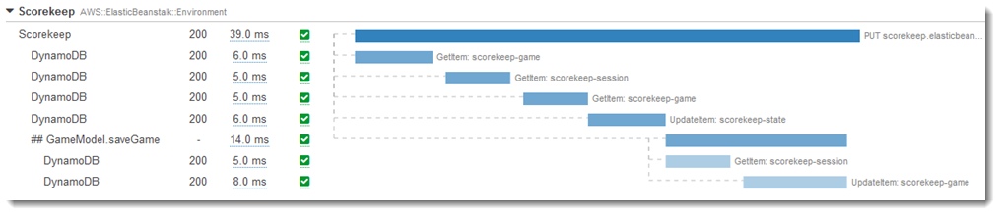 Scorekeep AWS::ElasticBeanstalk::Environment
Scorekeep 200 39.0 ms PUT scorekeep.elasticbean...
DynamoDB 200 6.0 ms GetItem: scorekeep-game
DynamoDB 200 5.0 ms GetItem: scorekeep-session
DynamoDB 200 5.0 ms GetItem: scorekeep-game
DynamoDB 200 6.0 ms UpdateItem: scorekeep-state
## GameModel.saveGame - 14.0 ms
DynamoDB 200 5.0 ms GetItem: scorekeep-session
DynamoDB 200 8.0 ms UpdateItem: scorekeep-game